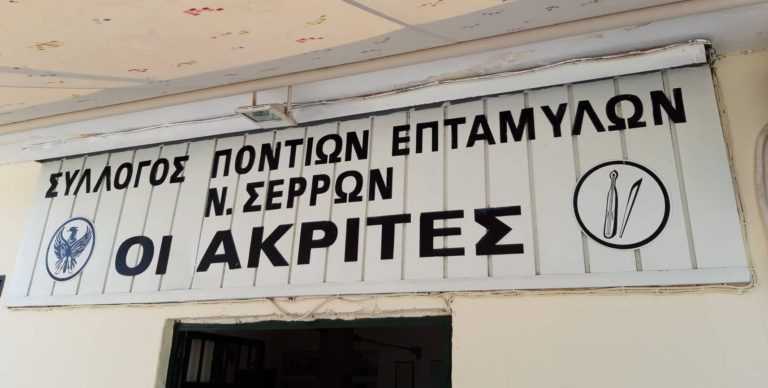 ΣΥΛΛΟΓΟΣ ΠΟΝΤΙΩΝ ΕΠΤΑΜΥΛΩΝ
Ν. ΣΕΡΡΩΝ
ΟΙ ΑΚΡΙΤΕΣ